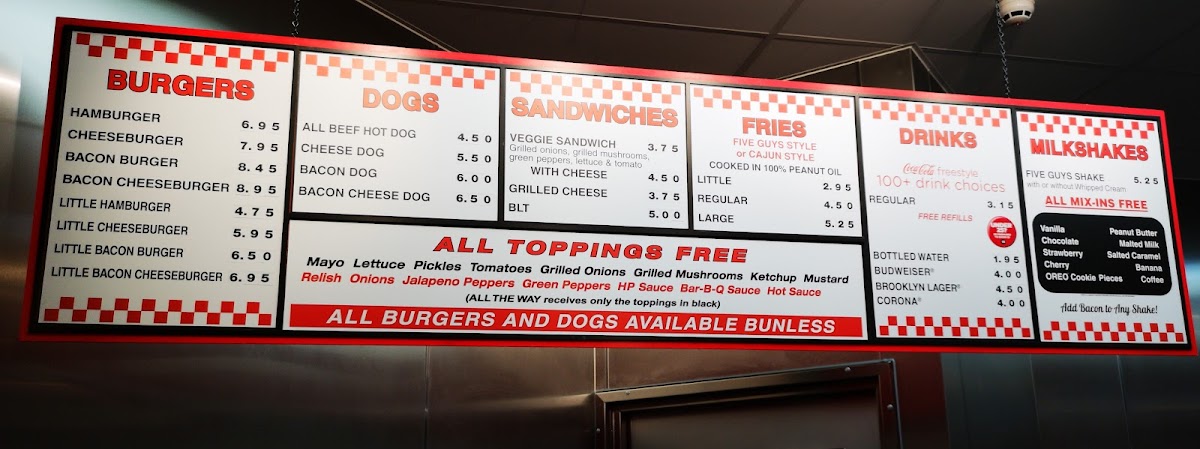 BURGERS
HAMBURGER 6.95
CHEESEBURGER 7.95
BACON BURGER 8.45
BACON CHEESEBURGER 8.95
LITTLE HAMBURGER 4.75
LITTLE CHEESEBURGER 5.95
LITTLE BACON BURGER 6.50
LITTLE BACON CHEESEBURGER 6.95
DOGS
ALL BEEF HOT DOG 4.50
CHEESE DOG 5.50
BACON DOG 6.00
BACON CHEESE DOG 6.50
SANDWICHES
VEGGIE SANDWICH 3.75
Grilled onions, grilled mushrooms,
green peppers, lettuce & tomato
WITH CHEESE 4.50
GRILLED CHEESE 3.75
BLT 5.00
FRIES
FIVE GUYS STYLE
or CAJUN STYLE
COOKED IN 100% PEANUT OIL
LITTLE 2.95
REGULAR 4.50
LARGE 5.25
ALL TOPPINGS FREE
Mayo Lettuce Pickles Tomatoes Grilled Onions Grilled Mushrooms Ketchup Mustard
Relish Onions Jalapeno Peppers Green Peppers HP Sauce Bar-B-Q Sauce Hot Sauce
(ALL THE WAY receives only the toppings in black)
ALL BURGERS AND DOGS AVAILABLE BUNLESS
DRINKS
Coca-Cola freestyle
100+ drink choices
REGULAR 3.15
FREE REFILLS
BOTTLED WATER 1.95
BUDWEISER® 4.00
BROOKLYN LAGER® 4.50
CORONA® 4.00
MILKSHAKES
FIVE GUYS SHAKE 5.25
with or without Whipped Cream
ALL MIX-INS FREE
Vanilla Peanut Butter
Chocolate Malted Milk
Strawberry Salted Caramel
Cherry Banana
OREO Cookie Pieces Coffee
Add Bacon to Any Shake!